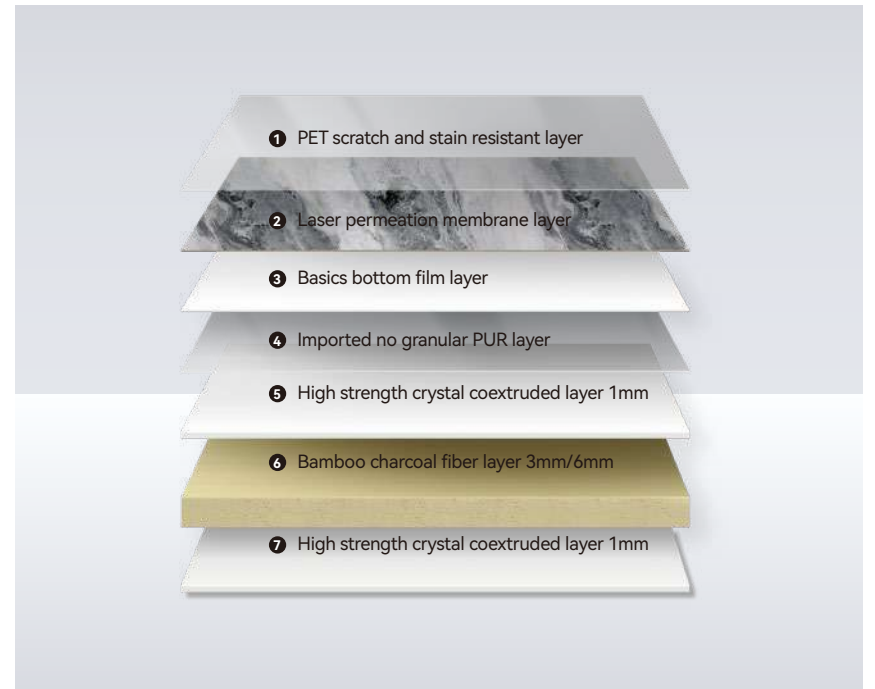 1 PET scratch and stain resistant layer
2 Laser permeation membrane layer
3 Basics bottom film layer
4 Imported no granular PUR layer
5 High strength crystal coextruded layer 1mm
6 Bamboo charcoal fiber layer 3mm/6mm
7 High strength crystal coextruded layer 1mm